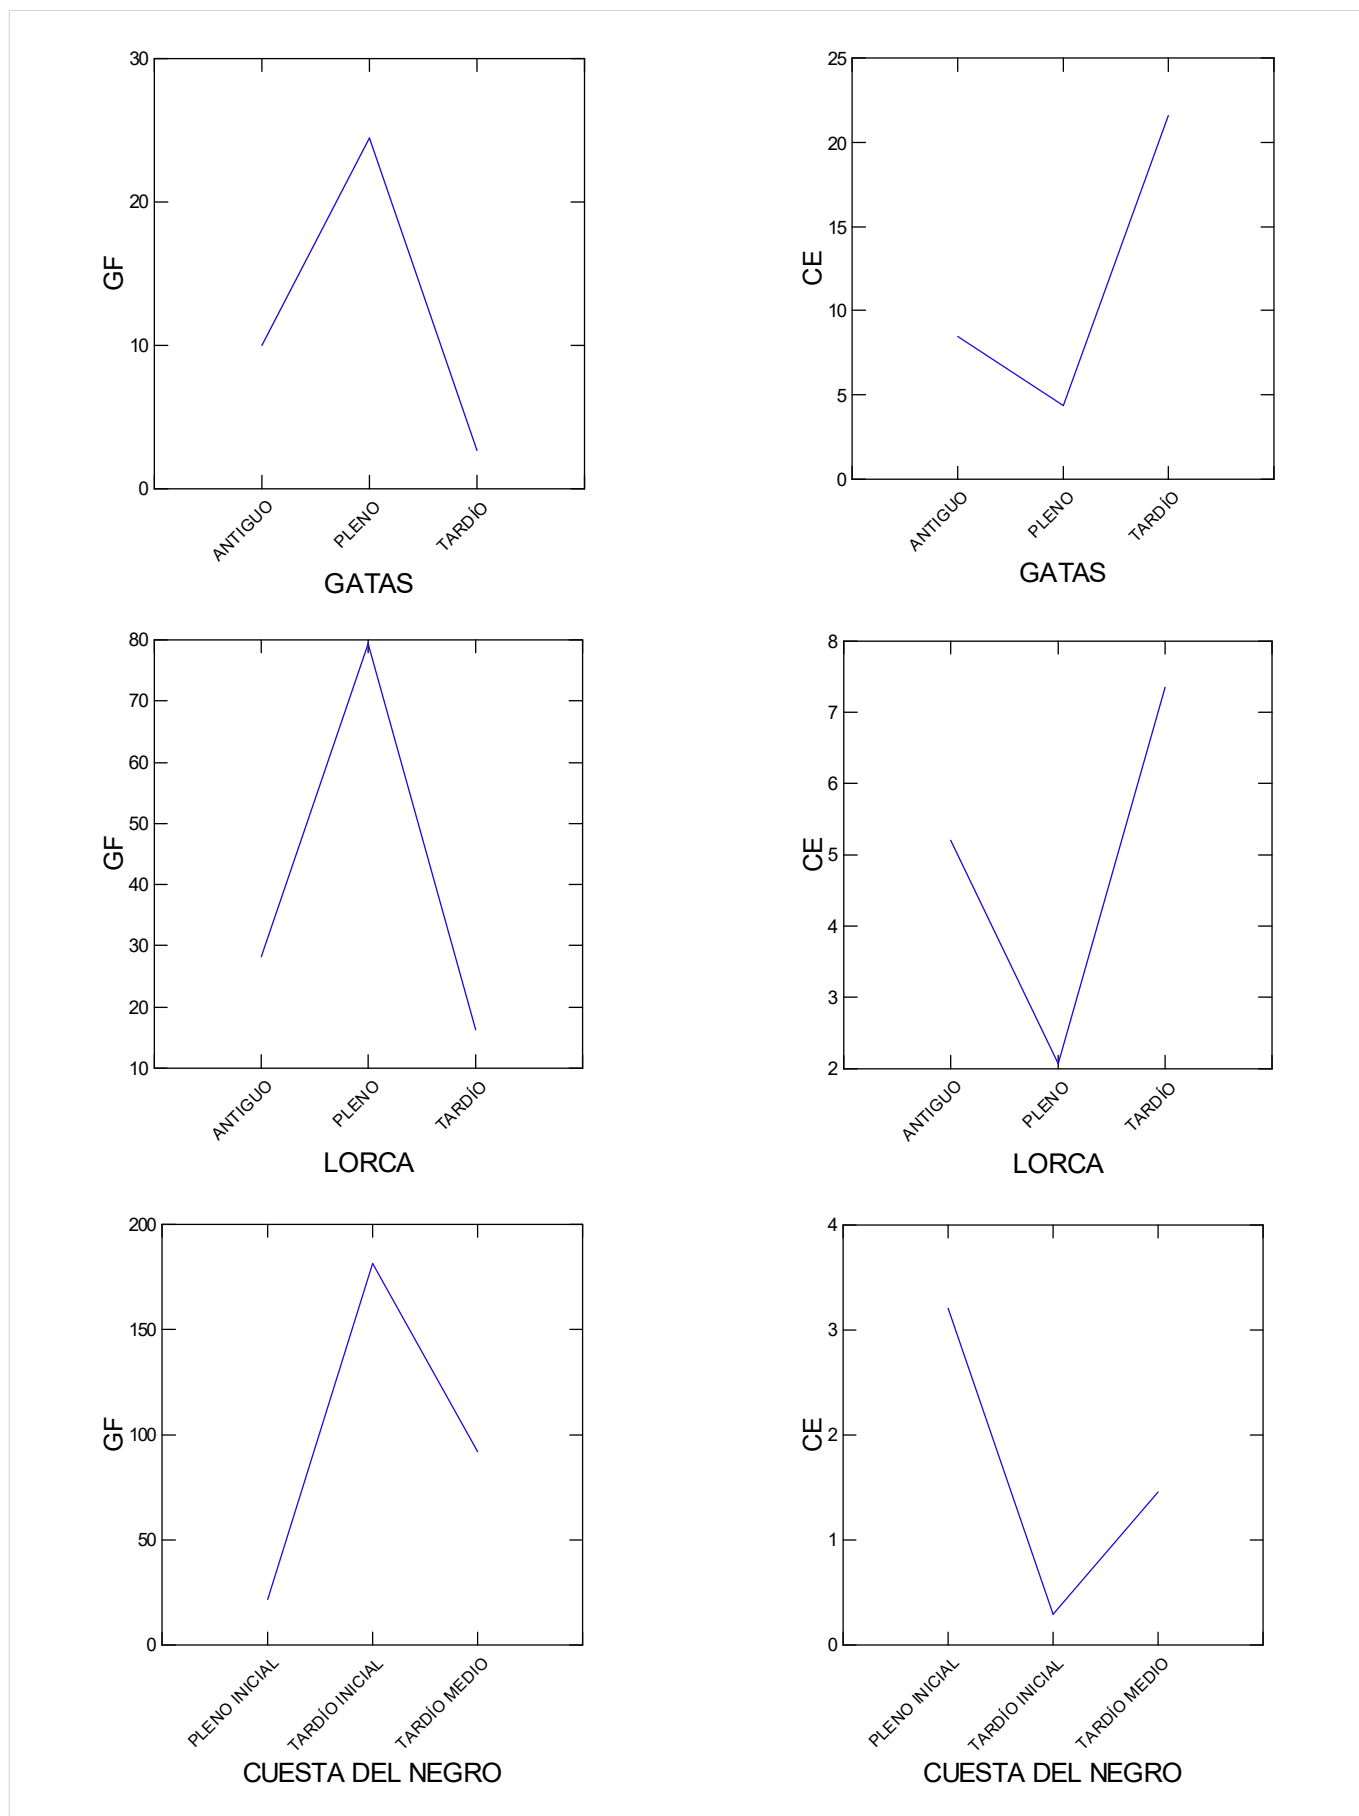 30
20
10
0
GF
ANTIGUO
PLENO
TARDÍO
GATAS
25
20
15
10
5
0
CE
ANTIGUO
PLENO
TARDÍO
GATAS
80
70
60
50
40
30
20
10
GF
ANTIGUO
PLENO
TARDÍO
LORCA
8
7
6
5
4
3
2
CE
ANTIGUO
PLENO
TARDÍO
LORCA
200
150
100
50
0
GF
PLENO INICIAL
TARDÍO INICIAL
TARDÍO MEDIO
CUESTA DEL NEGRO
4
3
2
1
0
CE
PLENO INICIAL
TARDÍO INICIAL
TARDÍO MEDIO
CUESTA DEL NEGRO